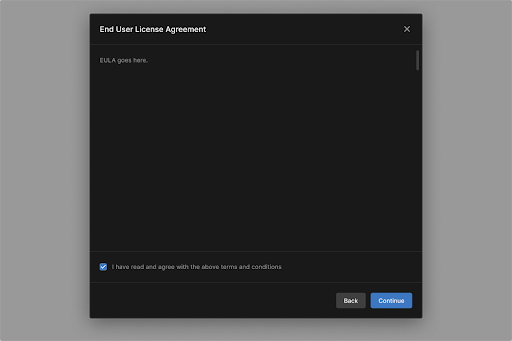 End User License Agreement
EULA goes here.
I have read and agree with the above terms and conditions
Back
Continue